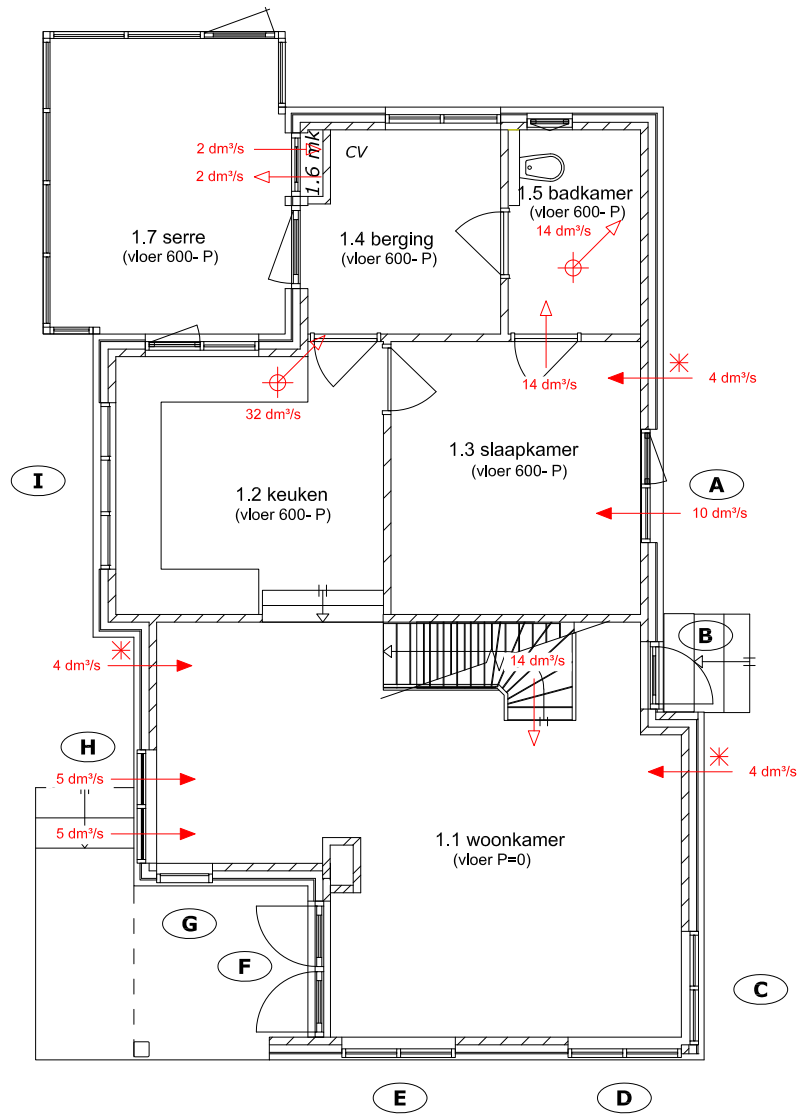 2 dm³/s
2 dm³/s
1.6 mk
CV
1.5 badkamer
(vloer 600- P)
14 dm³/s
1.7 serre
(vloer 600- P)
1.4 berging
(vloer 600- P)
14 dm³/s
4 dm³/s
32 dm³/s
1.3 slaapkamer
(vloer 600- P)
I
A
1.2 keuken
(vloer 600- P)
10 dm³/s
B
4 dm³/s
14 dm³/s
H
5 dm³/s
4 dm³/s
5 dm³/s
1.1 woonkamer
(vloer P=0)
G
F
C
E
D